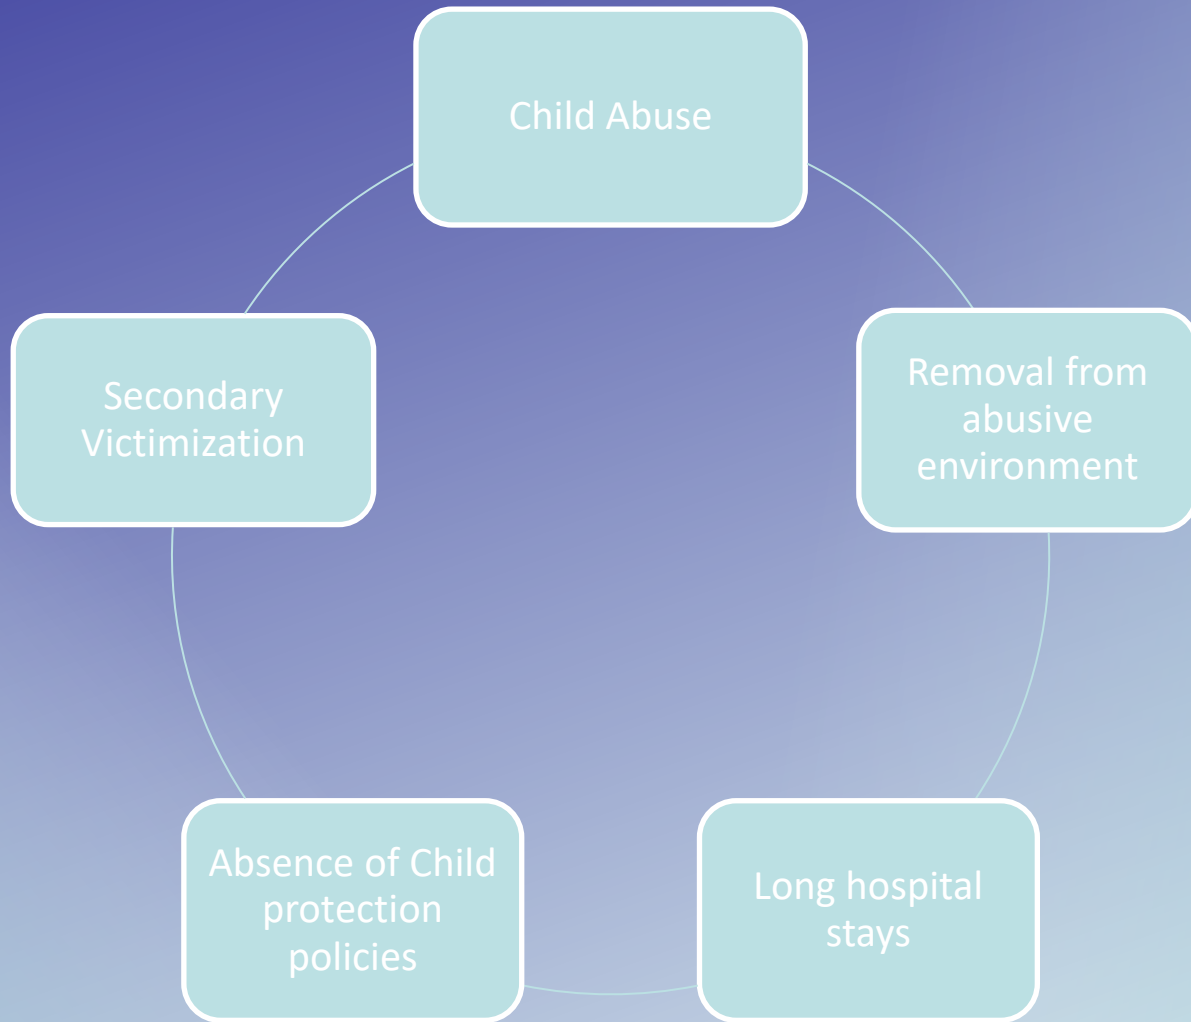 Child Abuse
Removal from
abusive
environment
Long hospital
stays
Absence of Child
protection
policies
Secondary
Victimization